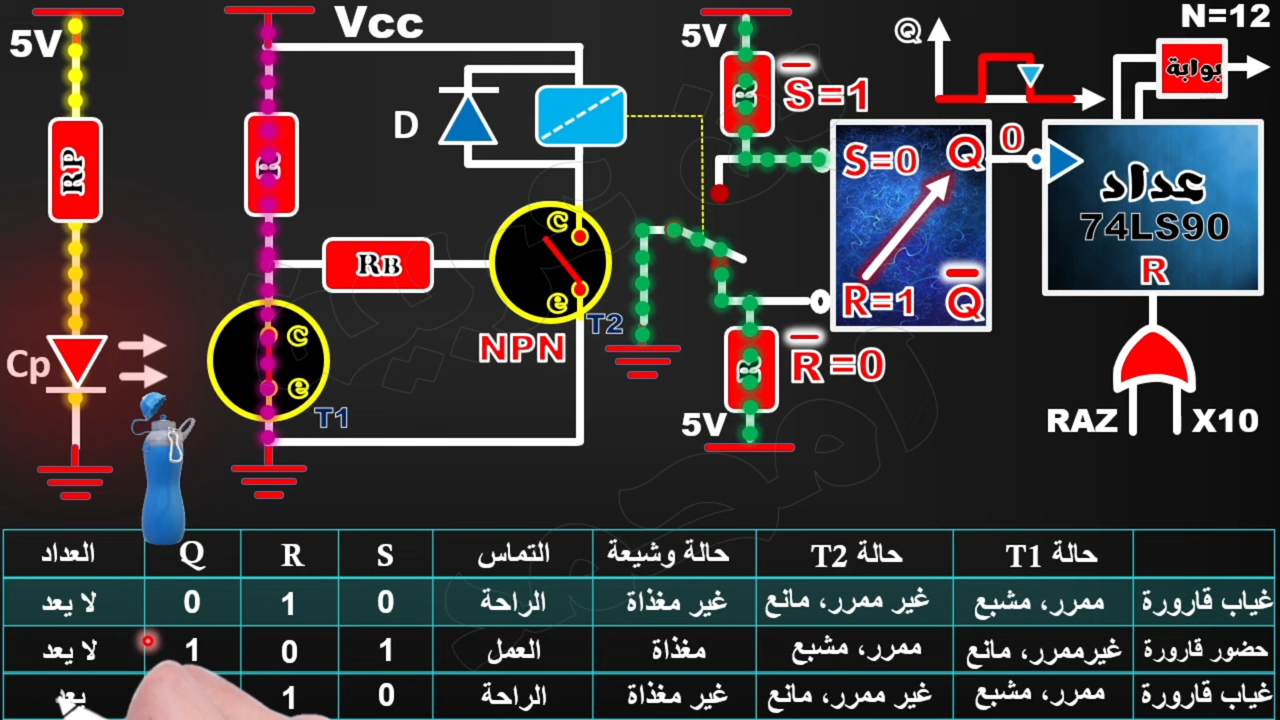 5V
RP
Cp
Vcc
R
D
RB
C
e
T1
C
e
T2
NPN
5V
R
S=1
S=0
Q
R=1
Q
R
R=0
5V
Q
0
N=12
بوابة
عداد
74LS90
R
RAZ
X10
حالة T1 | حالة T2 | حالة وشيعة | التماس | S | R | Q | العداد
غياب قارورة | ممرر، مشبع | غير ممرر، مانع | غير مغذاة | الراحة | 0 | 1 | 0 | لا يعد
حضور قارورة | غيرممرر، مانع | ممرر، مشبع | مغذاة | العمل | 1 | 0 | 1 | لا يعد
غياب قارورة | ممرر، مشبع | غير ممرر، مانع | غير مغذاة | الراحة | 0 | 1 | يعد